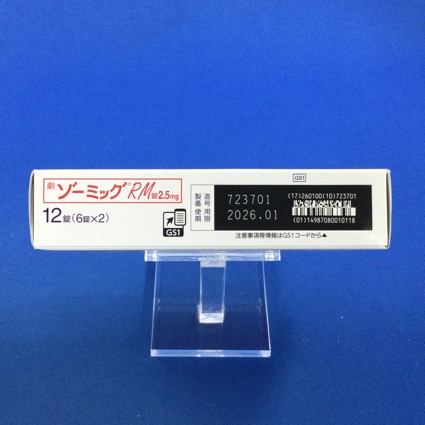 劇 ゾーミッグ® RM錠2.5mg
12錠(6錠×2)
GS1
製造番号 723701
使用期限 2026.01
GS1
(17)260100(10)723701
(01)14987080010118
注意事項等情報はGS1コードから▲